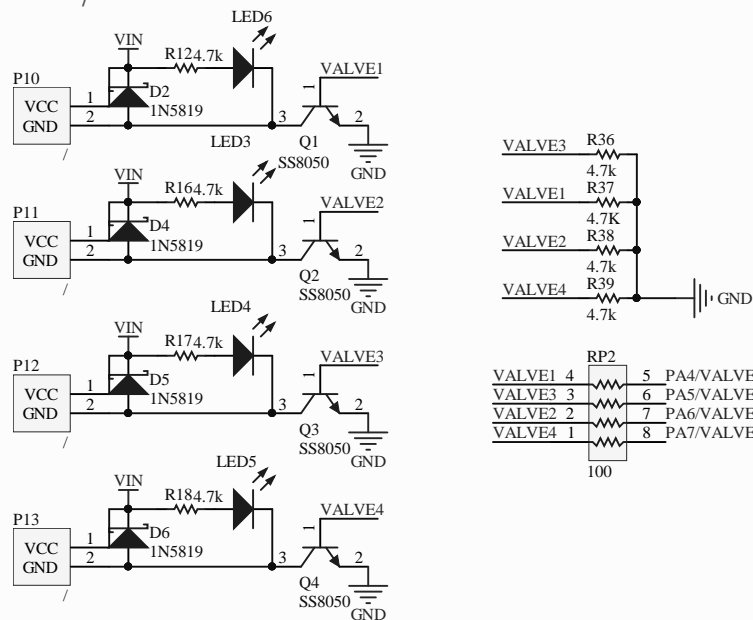 LED6
VIN
R12 4.7k
VALVE1
P10
1
D2
VCC 1
1N5819
GND 2
3
2
LED3
Q1
SS8050
GND
VIN
R16 4.7k
VALVE2
P11
1
D4
VCC 1
1N5819
GND 2
3
2
Q2
SS8050
GND
LED4
VIN
R17 4.7k
VALVE3
P12
1
D5
VCC 1
1N5819
GND 2
3
2
Q3
SS8050
GND
LED5
VIN
R18 4.7k
VALVE4
P13
1
D6
VCC 1
1N5819
GND 2
3
2
Q4
SS8050
GND
VALVE3 R36
4.7k
VALVE1 R37
4.7K
VALVE2 R38
4.7k
VALVE4 R39
4.7k
GND
RP2
VALVE1 4 5 PA4/VALVE
VALVE3 3 6 PA5/VALVE
VALVE2 2 7 PA6/VALVE
VALVE4 1 8 PA7/VALVE
100